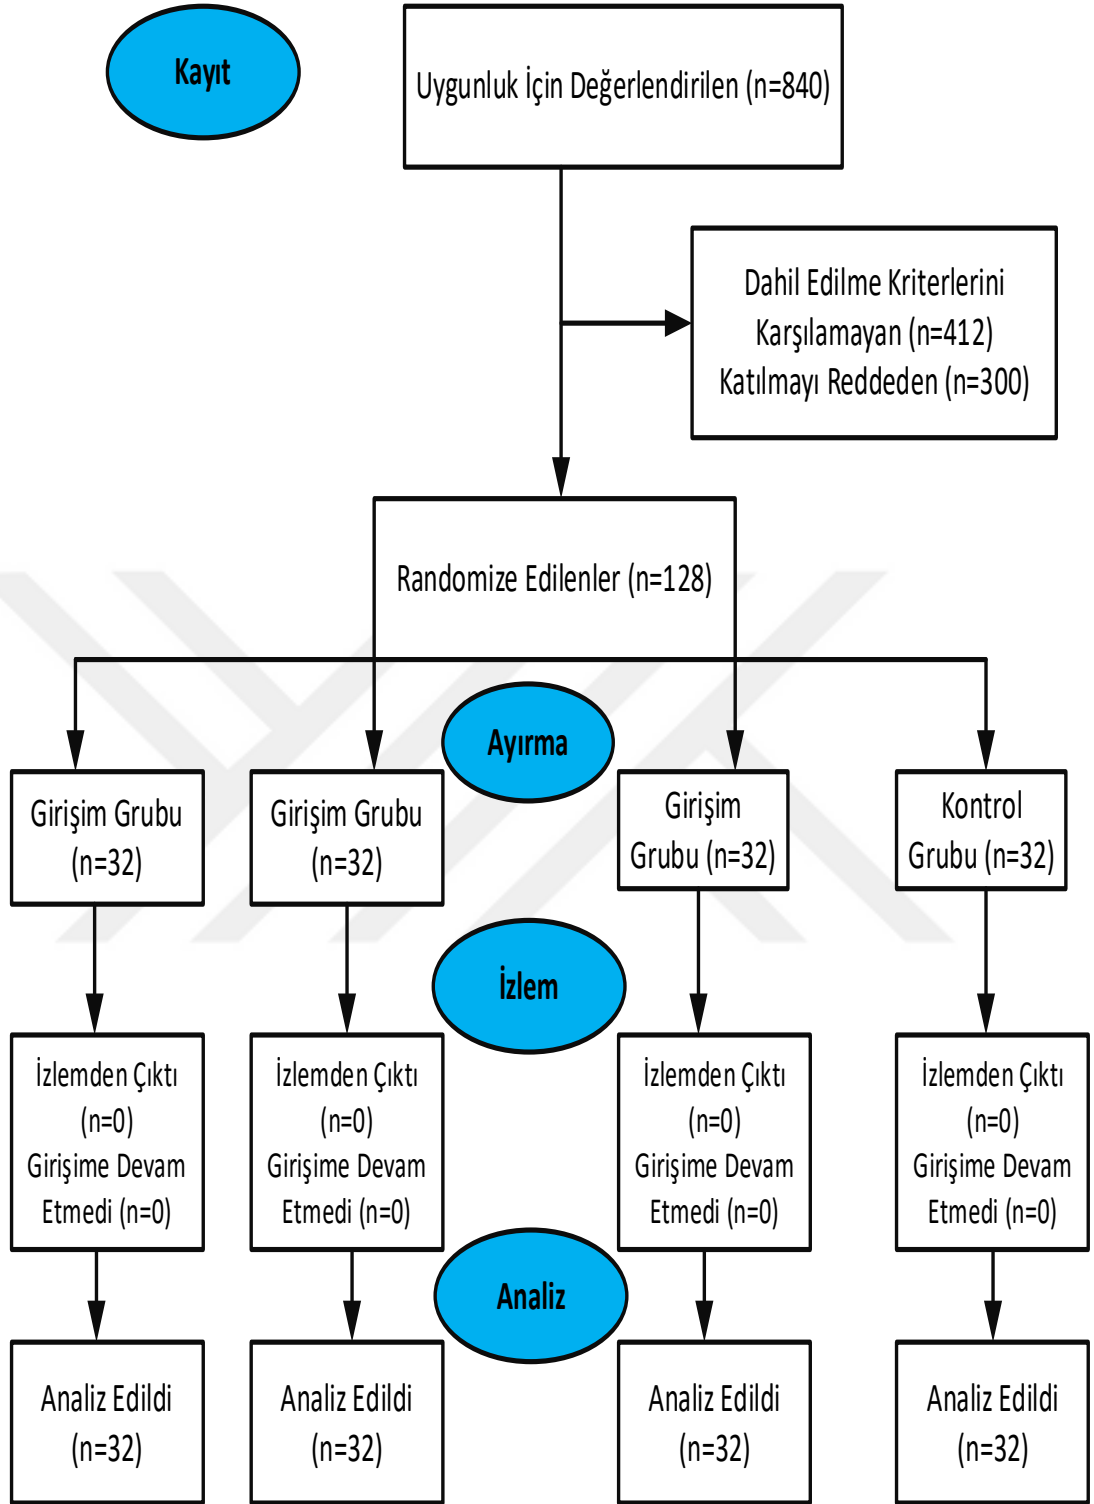 Kayıt
Uygunluk İçin Değerlendirilen (n=840)
Dahil Edilme Kriterlerini
Karşılamayan (n=412)
Katılmayı Reddeden (n=300)
Randomize Edilenler (n=128)
Ayırma
Girişim Grubu
(n=32)
Girişim Grubu
(n=32)
Girişim
Grubu (n=32)
Kontrol
Grubu (n=32)
İzlem
İzlemden Çıktı
(n=0)
Girişime Devam
Etmedi (n=0)
İzlemden Çıktı
(n=0)
Girişime Devam
Etmedi (n=0)
İzlemden Çıktı
(n=0)
Girişime Devam
Etmedi (n=0)
İzlemden Çıktı
(n=0)
Girişime Devam
Etmedi (n=0)
Analiz
Analiz Edildi
(n=32)
Analiz Edildi
(n=32)
Analiz Edildi
(n=32)
Analiz Edildi
(n=32)